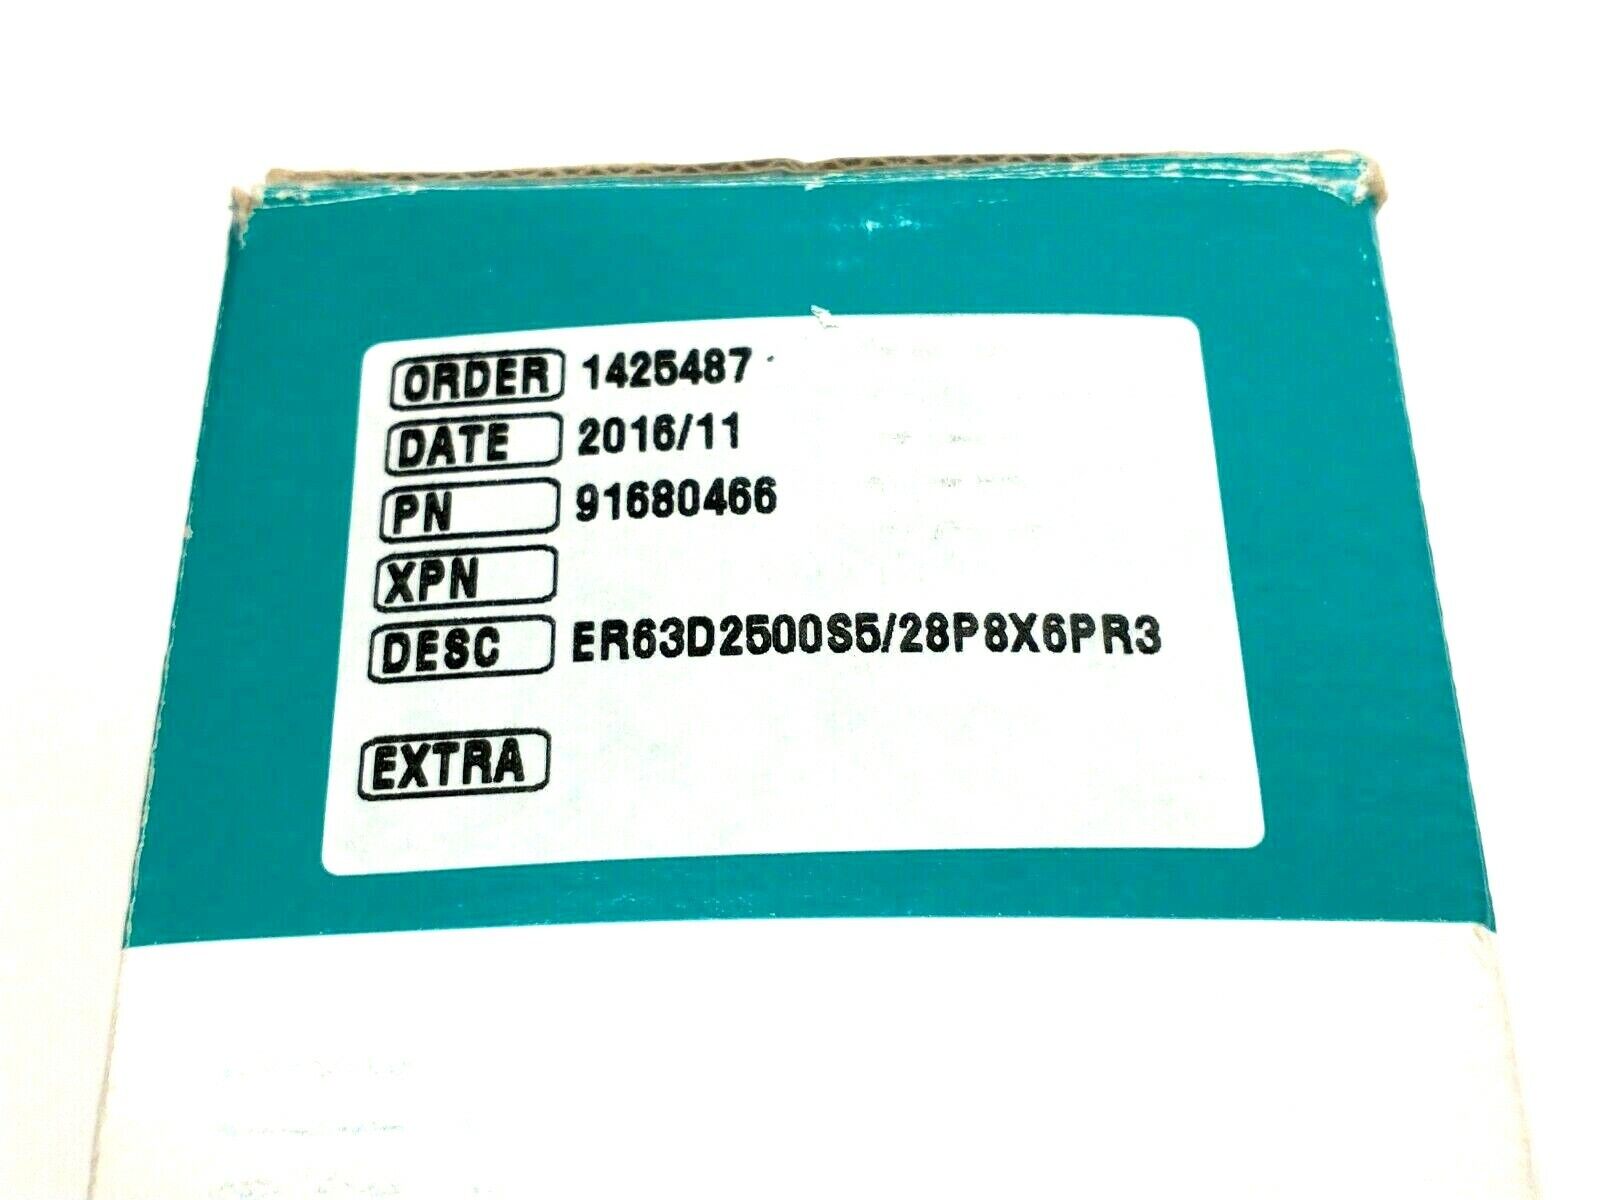 ORDER 1425487
DATE 2016/11
PN 91680466
XPN
DESC ER63D2500S5/28P8X6PR3
EXTRA